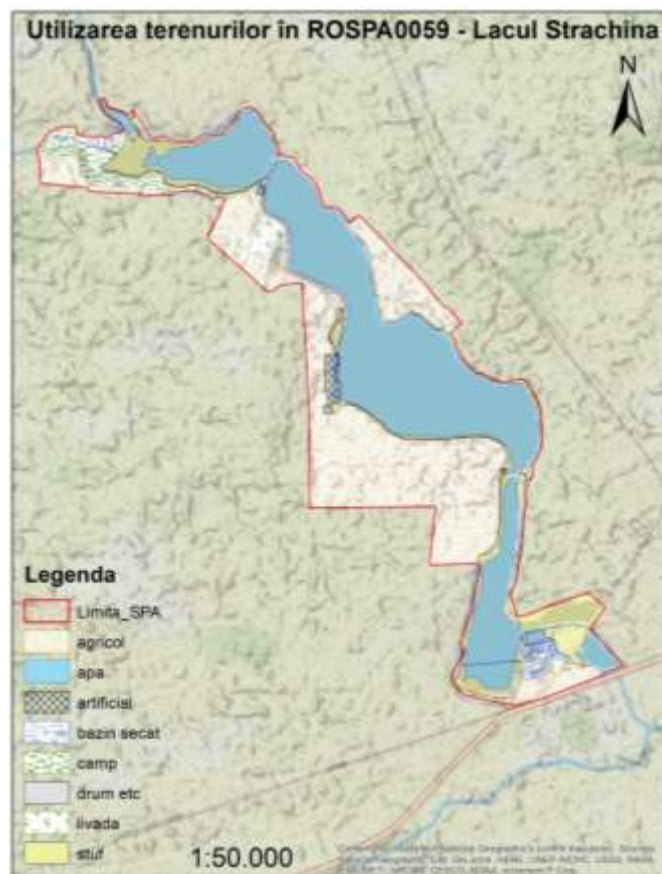 Utilizarea terenurilor în ROSPA0059 - Lacul Strachina
N
Legenda
Limita_SPA
agricol
apa
artificial
bazin secat
camp
drum etc
livada
stuf
1:50.000